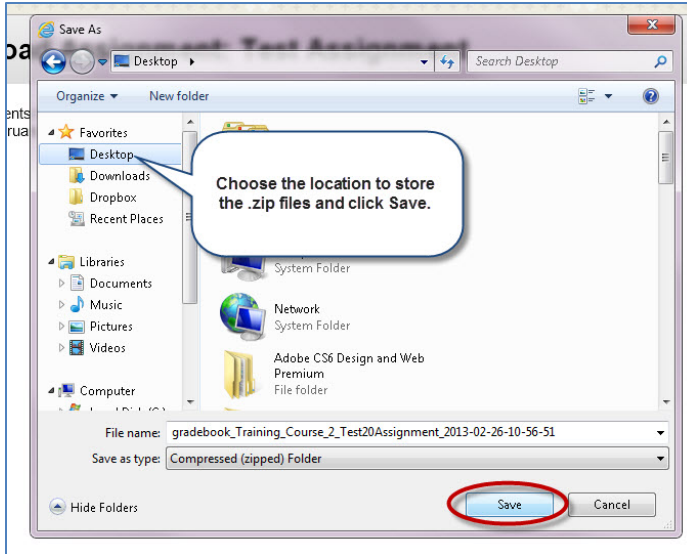 Save As
Desktop
Search Desktop
Organize
New folder
ents
rua
Favorites
Desktop
Downloads
Dropbox
Recent Places
Libraries
Documents
Music
Pictures
Videos
Computer
Choose the location to store
the .zip files and click Save.
System Folder
Network
System Folder
Adobe CS6 Design and Web
Premium
File folder
File name: gradebook_Training_Course_2_Test20Assignment_2013-02-26-10-56-51
Save as type: Compressed (zipped) Folder
Hide Folders
Save
Cancel